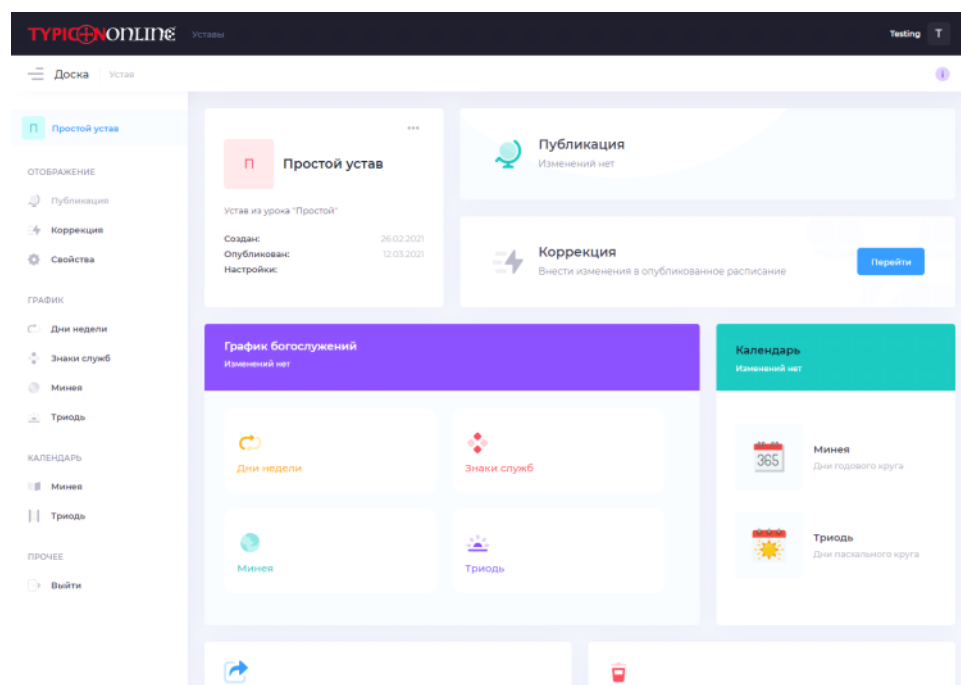 TYPICONONLINE
Уставы
Testing
T
Доска
Устав
i
П
Простой устав
ОТОБРАЖЕНИЕ
Публикация
Коррекция
Свойства
ГРАФИК
Дни недели
Знаки служб
Минея
Триодь
КАЛЕНДАРЬ
Минея
Триодь
ПРОЧЕЕ
Выйти
П
Простой устав
Устав из урока "Простой"
Создан: 26.02.2021
Опубликован: 12.03.2021
Настройки:
Публикация
Изменений нет
Коррекция
Внести изменения в опубликованное расписание
Перейти
График богослужений
Изменений нет
Дни недели
Знаки служб
Минея
Триодь
Календарь
Изменений нет
365
Минея
Дни годового круга
Триодь
Дни пасхального круга